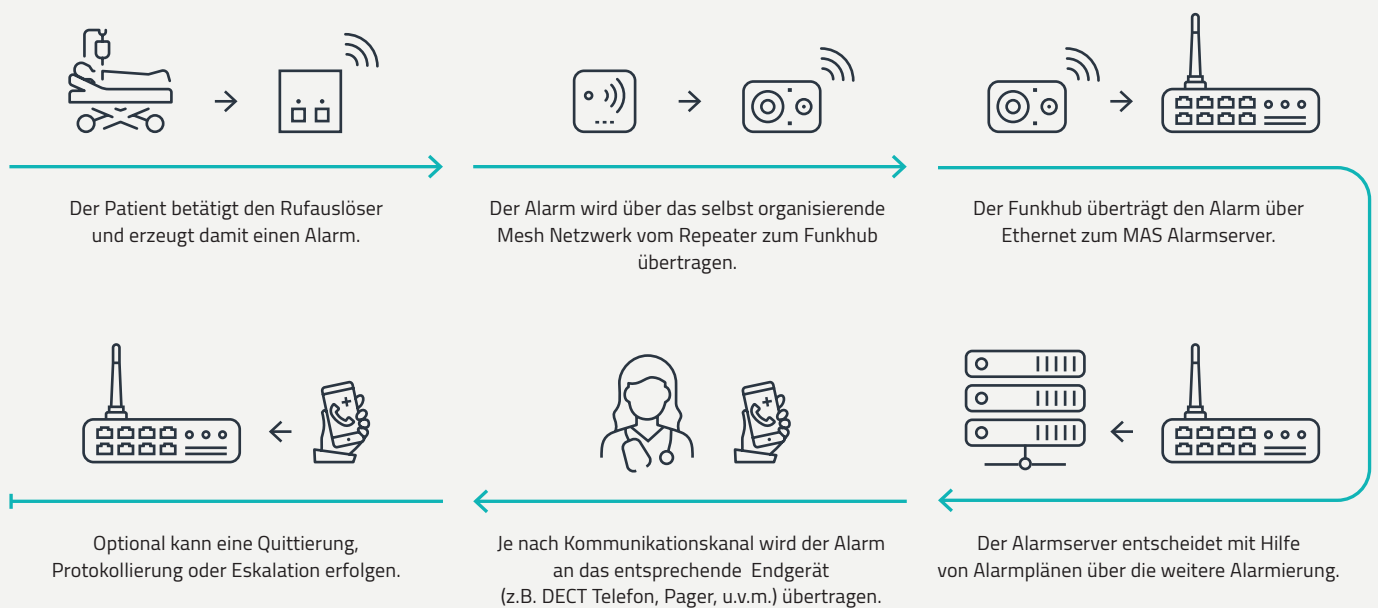 Der Patient betätigt den Rufauslöser
und erzeugt damit einen Alarm.
Der Alarm wird über das selbst organisierende
Mesh Netzwerk vom Repeater zum Funkhub
übertragen.
Der Funkhub überträgt den Alarm über
Ethernet zum MAS Alarmserver.
Der Alarmserver entscheidet mit Hilfe
von Alarmplänen über die weitere Alarmierung.
Je nach Kommunikationskanal wird der Alarm
an das entsprechende Endgerät
(z.B. DECT Telefon, Pager, u.v.m.) übertragen.
Optional kann eine Quittierung,
Protokollierung oder Eskalation erfolgen.